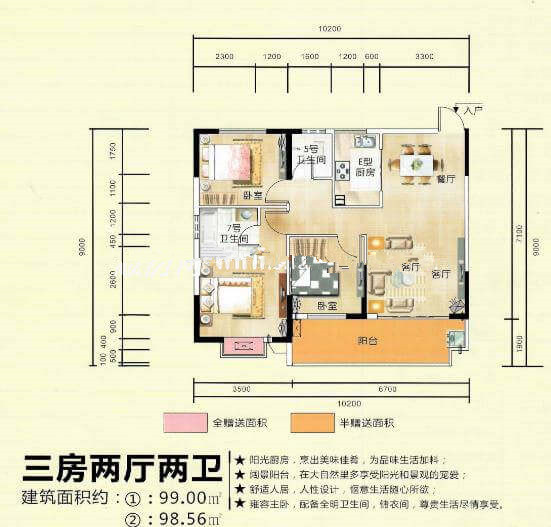 10200
2300 1200 1600 1200 600 3300
入户
9000
1750
1100
1200
450
2600
900
400
100 500
7100
1900
9000
5号
卫生间
E型
厨房
餐厅
卧室
7号
卫生间
客厅 客厅
卧室
阳台
3500 6700
10200
全赠送面积 半赠送面积
三房两厅两卫
建筑面积约：①：99.00㎡
②：98.56㎡
★ 阳光厨房，烹出美味佳肴，为品味生活加料；
★ 阔景阳台，在大自然里多享受阳光和景观的宠爱；
★ 舒适人居，人性设计，惬意生活随心所欲；
★ 雍容主卧，配备全明卫生间，储衣间，尊贵生活尽情享受。